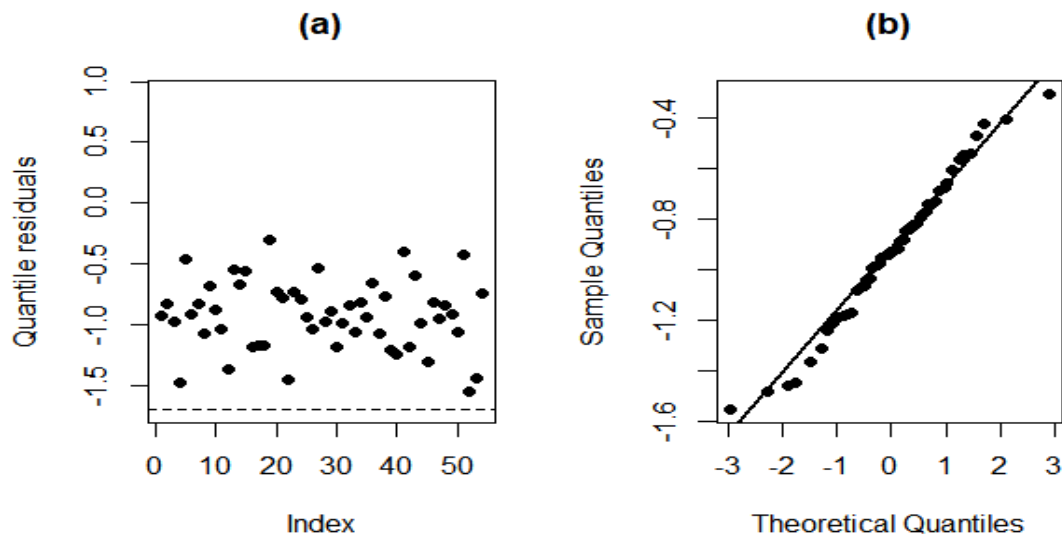 (a)
Quantile residuals
1.0
0.5
0.0
-0.5
-1.0
-1.5
0 10 20 30 40 50
Index
(b)
Sample Quantiles
-0.4
-0.8
-1.2
-1.6
-3 -2 -1 0 1 2 3
Theoretical Quantiles